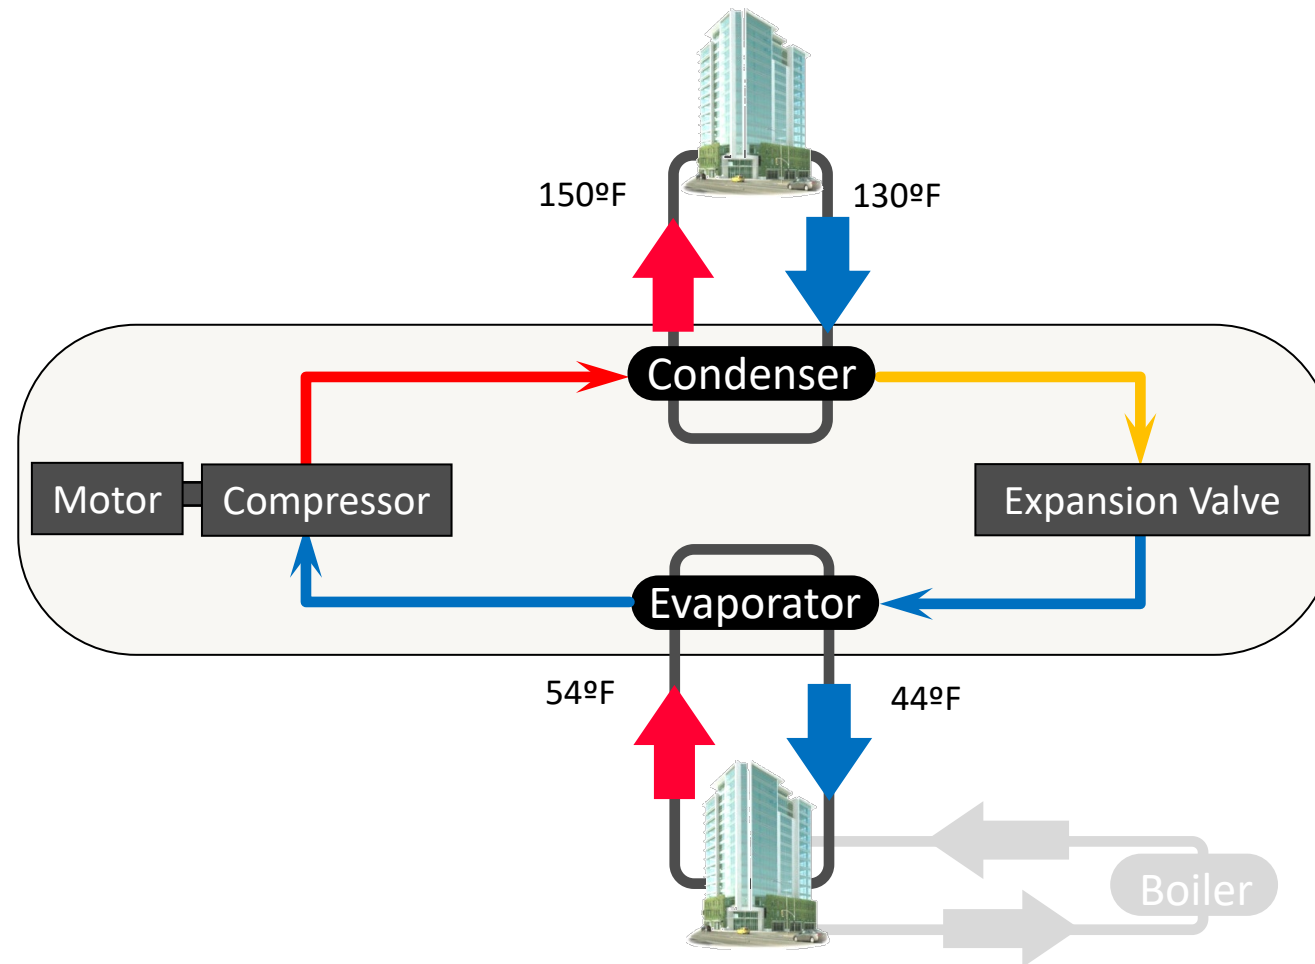 150ºF
130ºF
Condenser
Motor
Compressor
Expansion Valve
Evaporator
54ºF
44ºF
Boiler